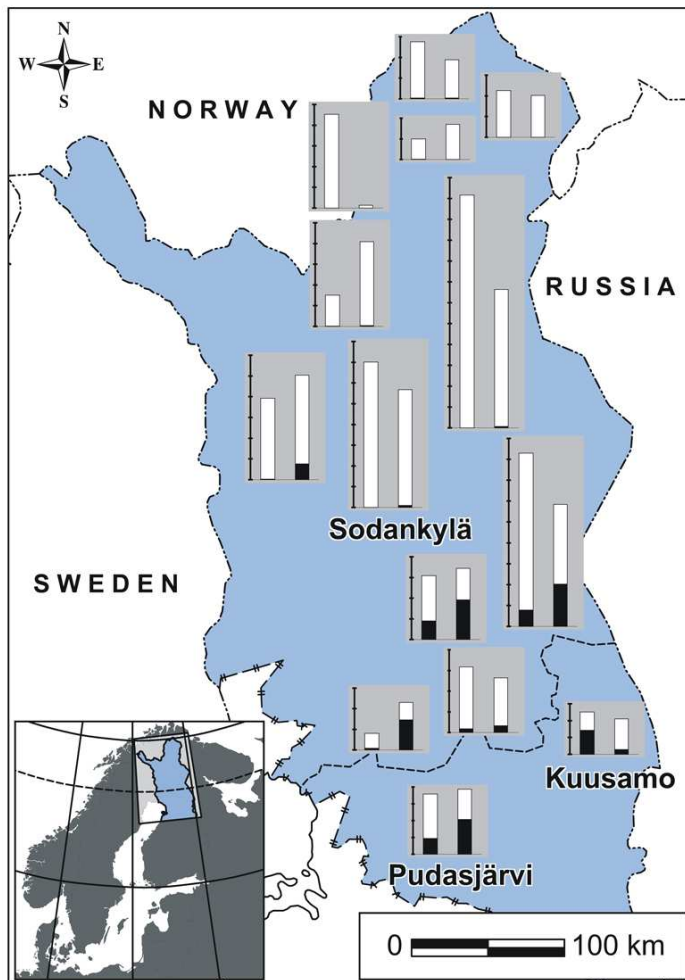 N
W E
S
NORWAY
RUSSIA
Sodankylä
SWEDEN
Kuusamo
Pudasjärvi
0 100 km